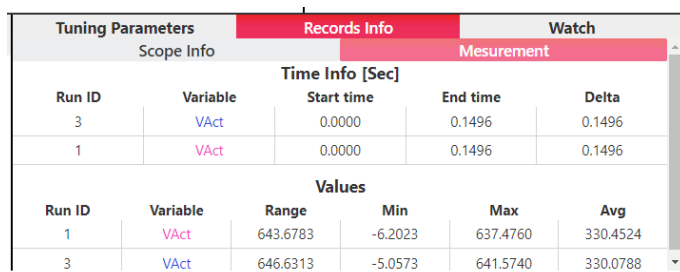 Tuning Parameters Records Info Watch
Scope Info Mesurement
Time Info [Sec]
Run ID Variable Start time End time Delta
3 VAct 0.0000 0.1496 0.1496
1 VAct 0.0000 0.1496 0.1496
Values
Run ID Variable Range Min Max Avg
1 VAct 643.6783 -6.2023 637.4760 330.4524
3 VAct 646.6313 -5.0573 641.5740 330.0788